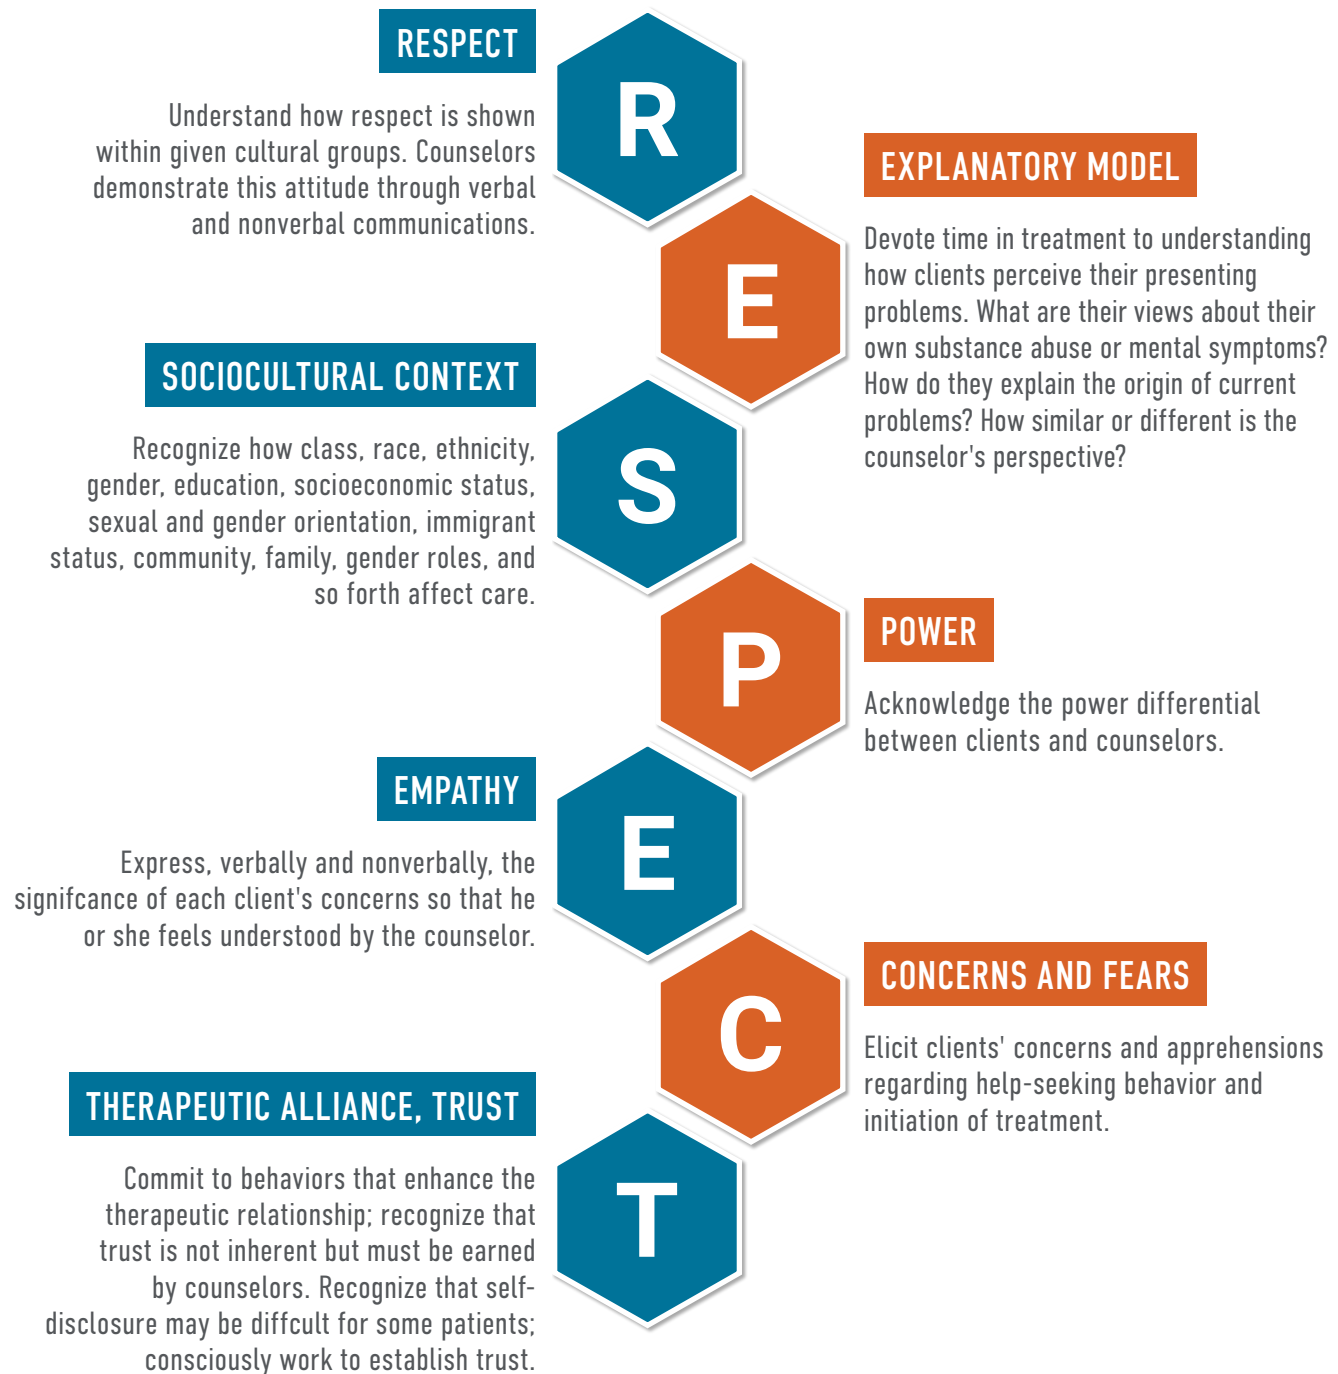 RESPECT
R
Understand how respect is shown
within given cultural groups. Counselors
demonstrate this attitude through verbal
and nonverbal communications.
EXPLANATORY MODEL
E
Devote time in treatment to understanding
how clients perceive their presenting
problems. What are their views about their
own substance abuse or mental symptoms?
How do they explain the origin of current
problems? How similar or different is the
counselor's perspective?
SOCIOCULTURAL CONTEXT
S
Recognize how class, race, ethnicity,
gender, education, socioeconomic status,
sexual and gender orientation, immigrant
status, community, family, gender roles, and
so forth affect care.
POWER
P
Acknowledge the power differential
between clients and counselors.
EMPATHY
E
Express, verbally and nonverbally, the
signifcance of each client's concerns so that he
or she feels understood by the counselor.
CONCERNS AND FEARS
C
Elicit clients' concerns and apprehensions
regarding help-seeking behavior and
initiation of treatment.
THERAPEUTIC ALLIANCE, TRUST
T
Commit to behaviors that enhance the
therapeutic relationship; recognize that
trust is not inherent but must be earned
by counselors. Recognize that self-
disclosure may be diffcult for some patients;
consciously work to establish trust.